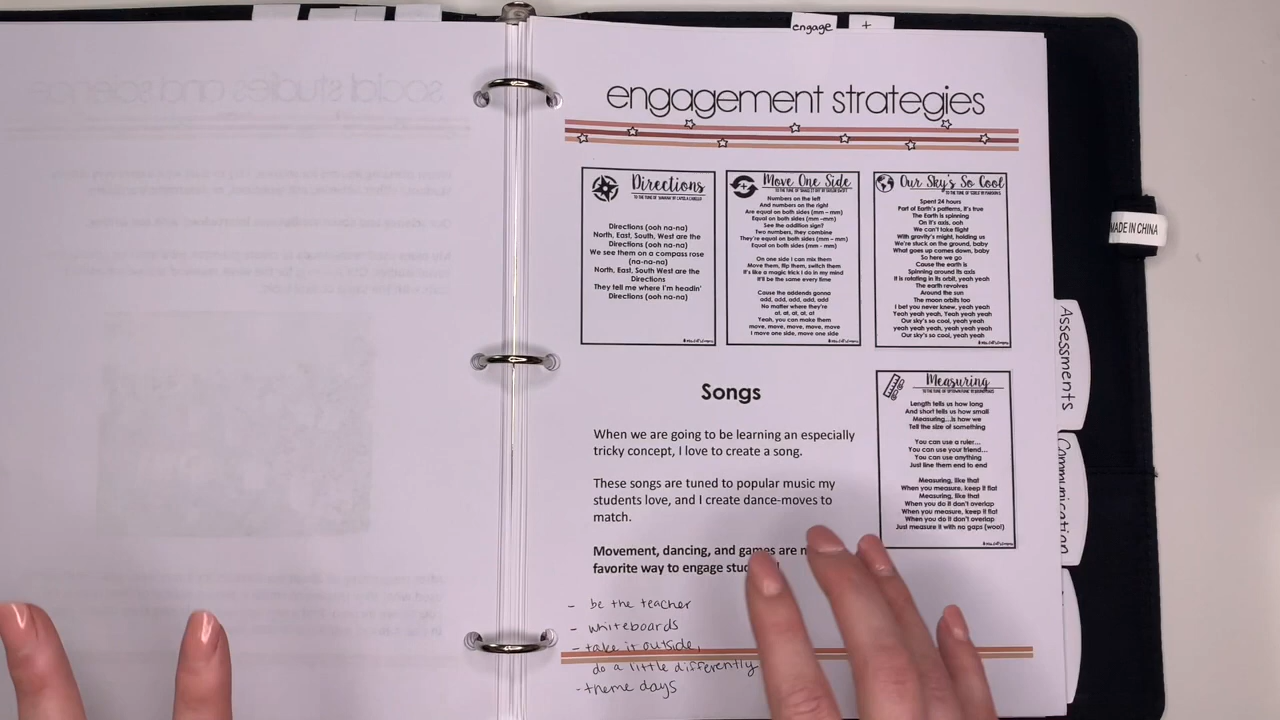 engage
+
engagement strategies
Directions
Directions (ooh na-na)
North, East, South, West are the
Directions (ooh na-na)
We see them on a compass rose
(na-na-na)
North, East, South West are the
Directions
They tell me where I'm headin'
Directions (ooh na-na)
Move One Side
Numbers on the left
And numbers on the right
Are equal on both sides (mm – mm)
Equal on both sides (mm –mm)
See the addition sign?
Two numbers, they combine
They're equal on both sides (mm – mm)
Equal on both sides (mm - mm)
On one side I can mix them
Move them, flip them, switch them
It's like a magic trick I do in my mind
It'll be the same every time
Cause the addends gonna
add, add, add, add, add
No matter where they're
at, at, at, at, at
Yeah, you can make them
move, move, move, move, move
I move one side, move one side
Our Sky's So Cool
Spent 24 hours
Part of Earth's patterns, it's true
The Earth is spinning
On it's axis, ooh
We can't take flight
With gravity's might, holding us
We're stuck on the ground, baby
What goes up comes down, baby
So here we go
Cause the earth is
Spinning around its axis
It is rotating in its orbit, yeah yeah
The earth revolves
Around the sun
The moon orbits too
I bet you never knew, yeah yeah
Yeah yeah yeah, Yeah yeah yeah
Our sky's so cool, yeah yeah
yeah yeah yeah, yeah yeah yeah
Our sky's so cool, yeah yeah
Songs
When we are going to be learning an especially
tricky concept, I love to create a song.
These songs are tuned to popular music my
students love, and I create dance-moves to
match.
Movement, dancing, and games are
favorite way to engage
Measuring
Length tells us how long
And short tells us how small
Measuring...is how we
Tell the size of something
You can use a ruler...
You can use your friend...
You can use anything
Just line them end to end
Measuring, like that
When you measure, keep it flat
Measuring, like that
When you do it don't overlap
When you measure, keep it flat
When you do it don't overlap
Just measure it with no gaps (woo!)
- be the teacher
- whiteboards
- take it outside,
do a little differently
- theme days
MADE IN CHINA
Assessments
Communication